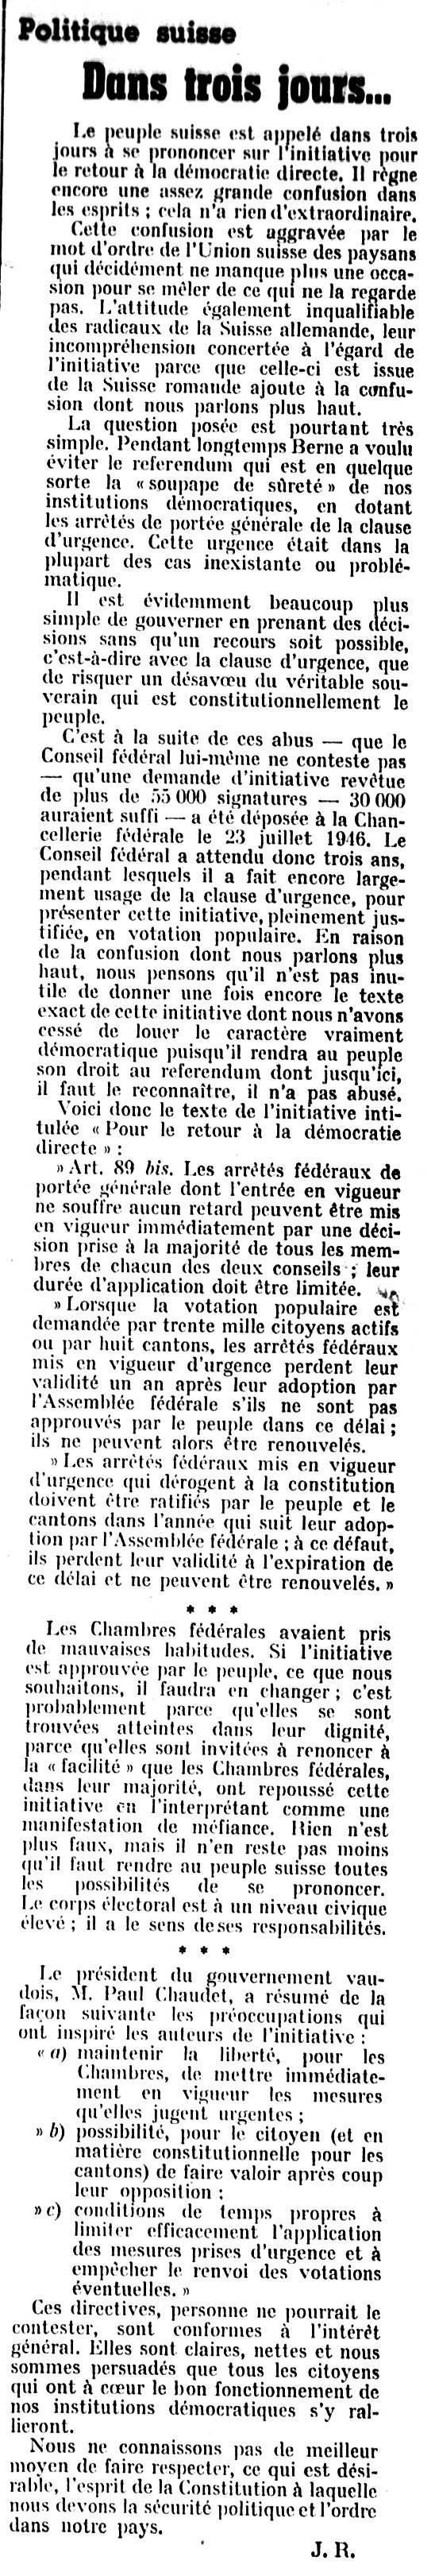 Politique suisse
Dans trois jours...
Le peuple suisse est appelé dans trois
jours à se prononcer sur l'initiative pour
le retour à la démocratie directe. Il règne
encore une assez grande confusion dans
les esprits ; cela n'a rien d'extraordinaire.
Cette confusion est aggravée par le
mot d'ordre de l'Union suisse des paysans
qui décidément ne manque plus une occa-
sion pour se mêler de ce qui ne la regarde
pas. L'attitude également inqualifiable
des radicaux de la Suisse allemande, leur
incompréhension concertée à l'égard de
l'initiative parce que celle-ci est issue
de la Suisse romande ajoute à la confu-
sion dont nous parlons plus haut.
La question posée est pourtant très
simple. Pendant longtemps Berne a voulu
éviter le referendum qui est en quelque
sorte la « soupape de sûreté » de nos
institutions démocratiques, en dotant
les arrêtés de portée générale de la clause
d'urgence. Cette urgence était dans la
plupart des cas inexistante ou problé-
matique.
Il est évidemment beaucoup plus
simple de gouverner en prenant des déci-
sions sans qu'un recours soit possible,
c'est-à-dire avec la clause d'urgence, que
de risquer un désavœu du véritable sou-
verain qui est constitutionnellement le
peuple.
C'est à la suite de ces abus — que le
Conseil fédéral lui-même ne conteste pas
— qu'une demande d'initiative revêtue
de plus de 55 000 signatures — 30 000
auraient suffi — a été déposée à la Chan-
cellerie fédérale le 23 juillet 1946. Le
Conseil fédéral a attendu donc trois ans,
pendant lesquels il a fait encore large-
ment usage de la clause d'urgence, pour
présenter cette initiative, pleinement jus-
tifiée, en votation populaire. En raison
de la confusion dont nous parlons plus
haut, nous pensons qu'il n'est pas inu-
tile de donner une fois encore le texte
exact de cette initiative dont nous n'avons
cessé de louer le caractère vraiment
démocratique puisqu'il rendra au peuple
son droit au referendum dont jusqu'ici,
il faut le reconnaître, il n'a pas abusé.
Voici donc le texte de l'initiative inti-
tulée « Pour le retour à la démocratie
directe » :
» Art. 89 bis. Les arrêtés fédéraux de
portée générale dont l'entrée en vigueur
ne souffre aucun retard peuvent être mis
en vigueur immédiatement par une déci-
sion prise à la majorité de tous les mem-
bres de chacun des deux conseils ; leur
durée d'application doit être limitée.
» Lorsque la votation populaire est
demandée par trente mille citoyens actifs
ou par huit cantons, les arrêtés fédéraux
mis en vigueur d'urgence perdent leur
validité un an après leur adoption par
l'Assemblée fédérale s'ils ne sont pas
approuvés par le peuple dans ce délai ;
ils ne peuvent alors être renouvelés.
» Les arrêtés fédéraux mis en vigueur
d'urgence qui dérogent à la constitution
doivent être ratifiés par le peuple et le
cantons dans l'année qui suit leur adop-
tion par l'Assemblée fédérale ; à ce défaut,
ils perdent leur validité à l'expiration de
ce délai et ne peuvent être renouvelés. »
* * *
Les Chambres fédérales avaient pris
de mauvaises habitudes. Si l'initiative
est approuvée par le peuple, ce que nous
souhaitons, il faudra en changer ; c'est
probablement parce qu'elles se sont
trouvées atteintes dans leur dignité,
parce qu'elles sont invitées à renoncer à
la « facilité » que les Chambres fédérales,
dans leur majorité, ont repoussé cette
initiative en l'interprétant comme une
manifestation de méfiance. Rien n'est
plus faux, mais il n'en reste pas moins
qu'il faut rendre au peuple suisse toutes
les possibilités de se prononcer.
Le corps électoral est à un niveau civique
élevé ; il a le sens de ses responsabilités.
* * *
Le président du gouvernement vau-
dois, M. Paul Chaudet, a résumé de la
façon suivante les préoccupations qui
ont inspiré les auteurs de l'initiative :
« a) maintenir la liberté, pour les
Chambres, de mettre immédiate-
ment en vigueur les mesures
qu'elles jugent urgentes ;
» b) possibilité, pour le citoyen (et en
matière constitutionnelle pour les
cantons) de faire valoir après coup
leur opposition ;
» c) conditions de temps propres à
limiter efficacement l'application
des mesures prises d'urgence et à
empêcher le renvoi des votations
éventuelles. »
Ces directives, personne ne pourrait le
contester, sont conformes à l'intérêt
général. Elles sont claires, nettes et nous
sommes persuadés que tous les citoyens
qui ont à cœur le bon fonctionnement de
nos institutions démocratiques s'y ral-
lieront.
Nous ne connaissons pas de meilleur
moyen de faire respecter, ce qui est dési-
rable, l'esprit de la Constitution à laquelle
nous devons la sécurité politique et l'ordre
dans notre pays.
J. R.